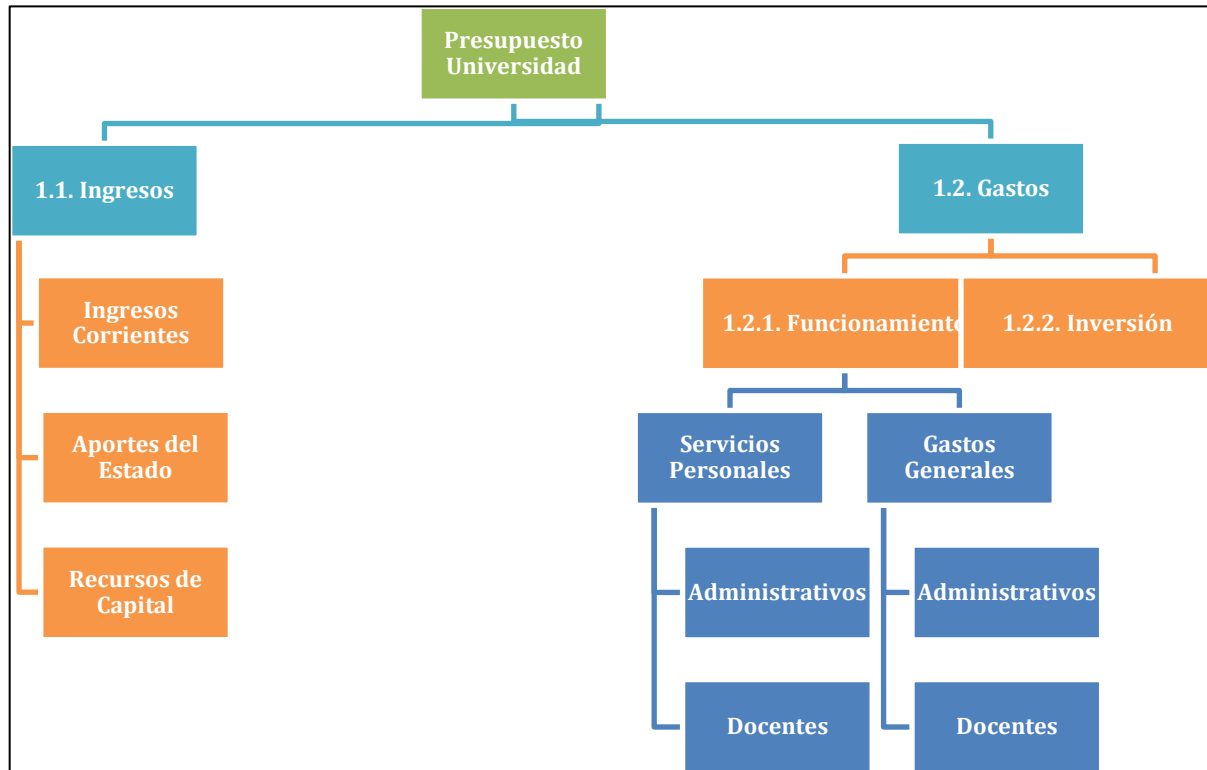 Presupuesto
Universidad
1.1. Ingresos
1.2. Gastos
Ingresos
Corrientes
1.2.1. Funcionamiento
1.2.2. Inversión
Aportes del
Estado
Servicios
Personales
Gastos
Generales
Recursos de
Capital
Administrativos
Administrativos
Docentes
Docentes